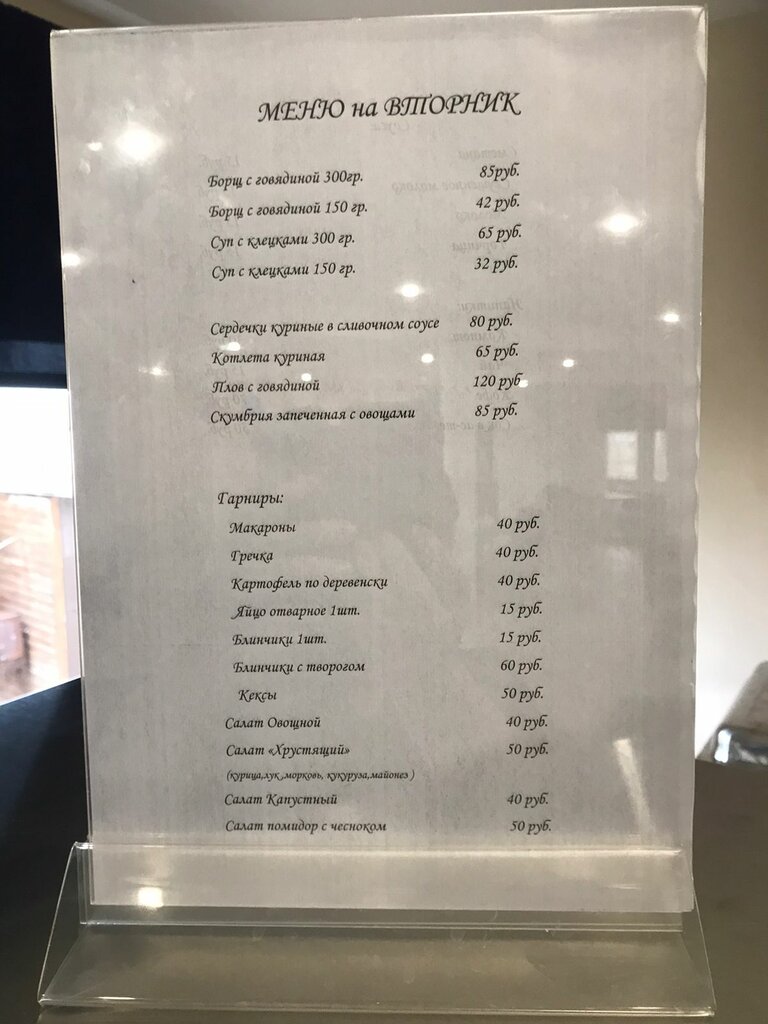 МЕНЮ на ВТОРНИК
Борщ с говядиной 300гр. 85руб.
Борщ с говядиной 150 гр. 42 руб.
Суп с клецками 300 гр. 65 руб.
Суп с клецками 150 гр. 32 руб.
Сердечки куриные в сливочном соусе 80 руб.
Котлета куриная 65 руб.
Плов с говядиной 120 руб
Скумбрия запеченная с овощами 85 руб.
Гарниры:
Макароны 40 руб.
Гречка 40 руб.
Картофель по деревенски 40 руб.
Яйцо отварное 1шт. 15 руб.
Блинчики 1шт. 15 руб.
Блинчики с творогом 60 руб.
Кексы 50 руб.
Салат Овощной 40 руб.
Салат «Хрустящий» 50 руб.
(курица,лук,морковь, кукуруза,майонез )
Салат Капустный 40 руб.
Салат помидор с чесноком 50 руб.